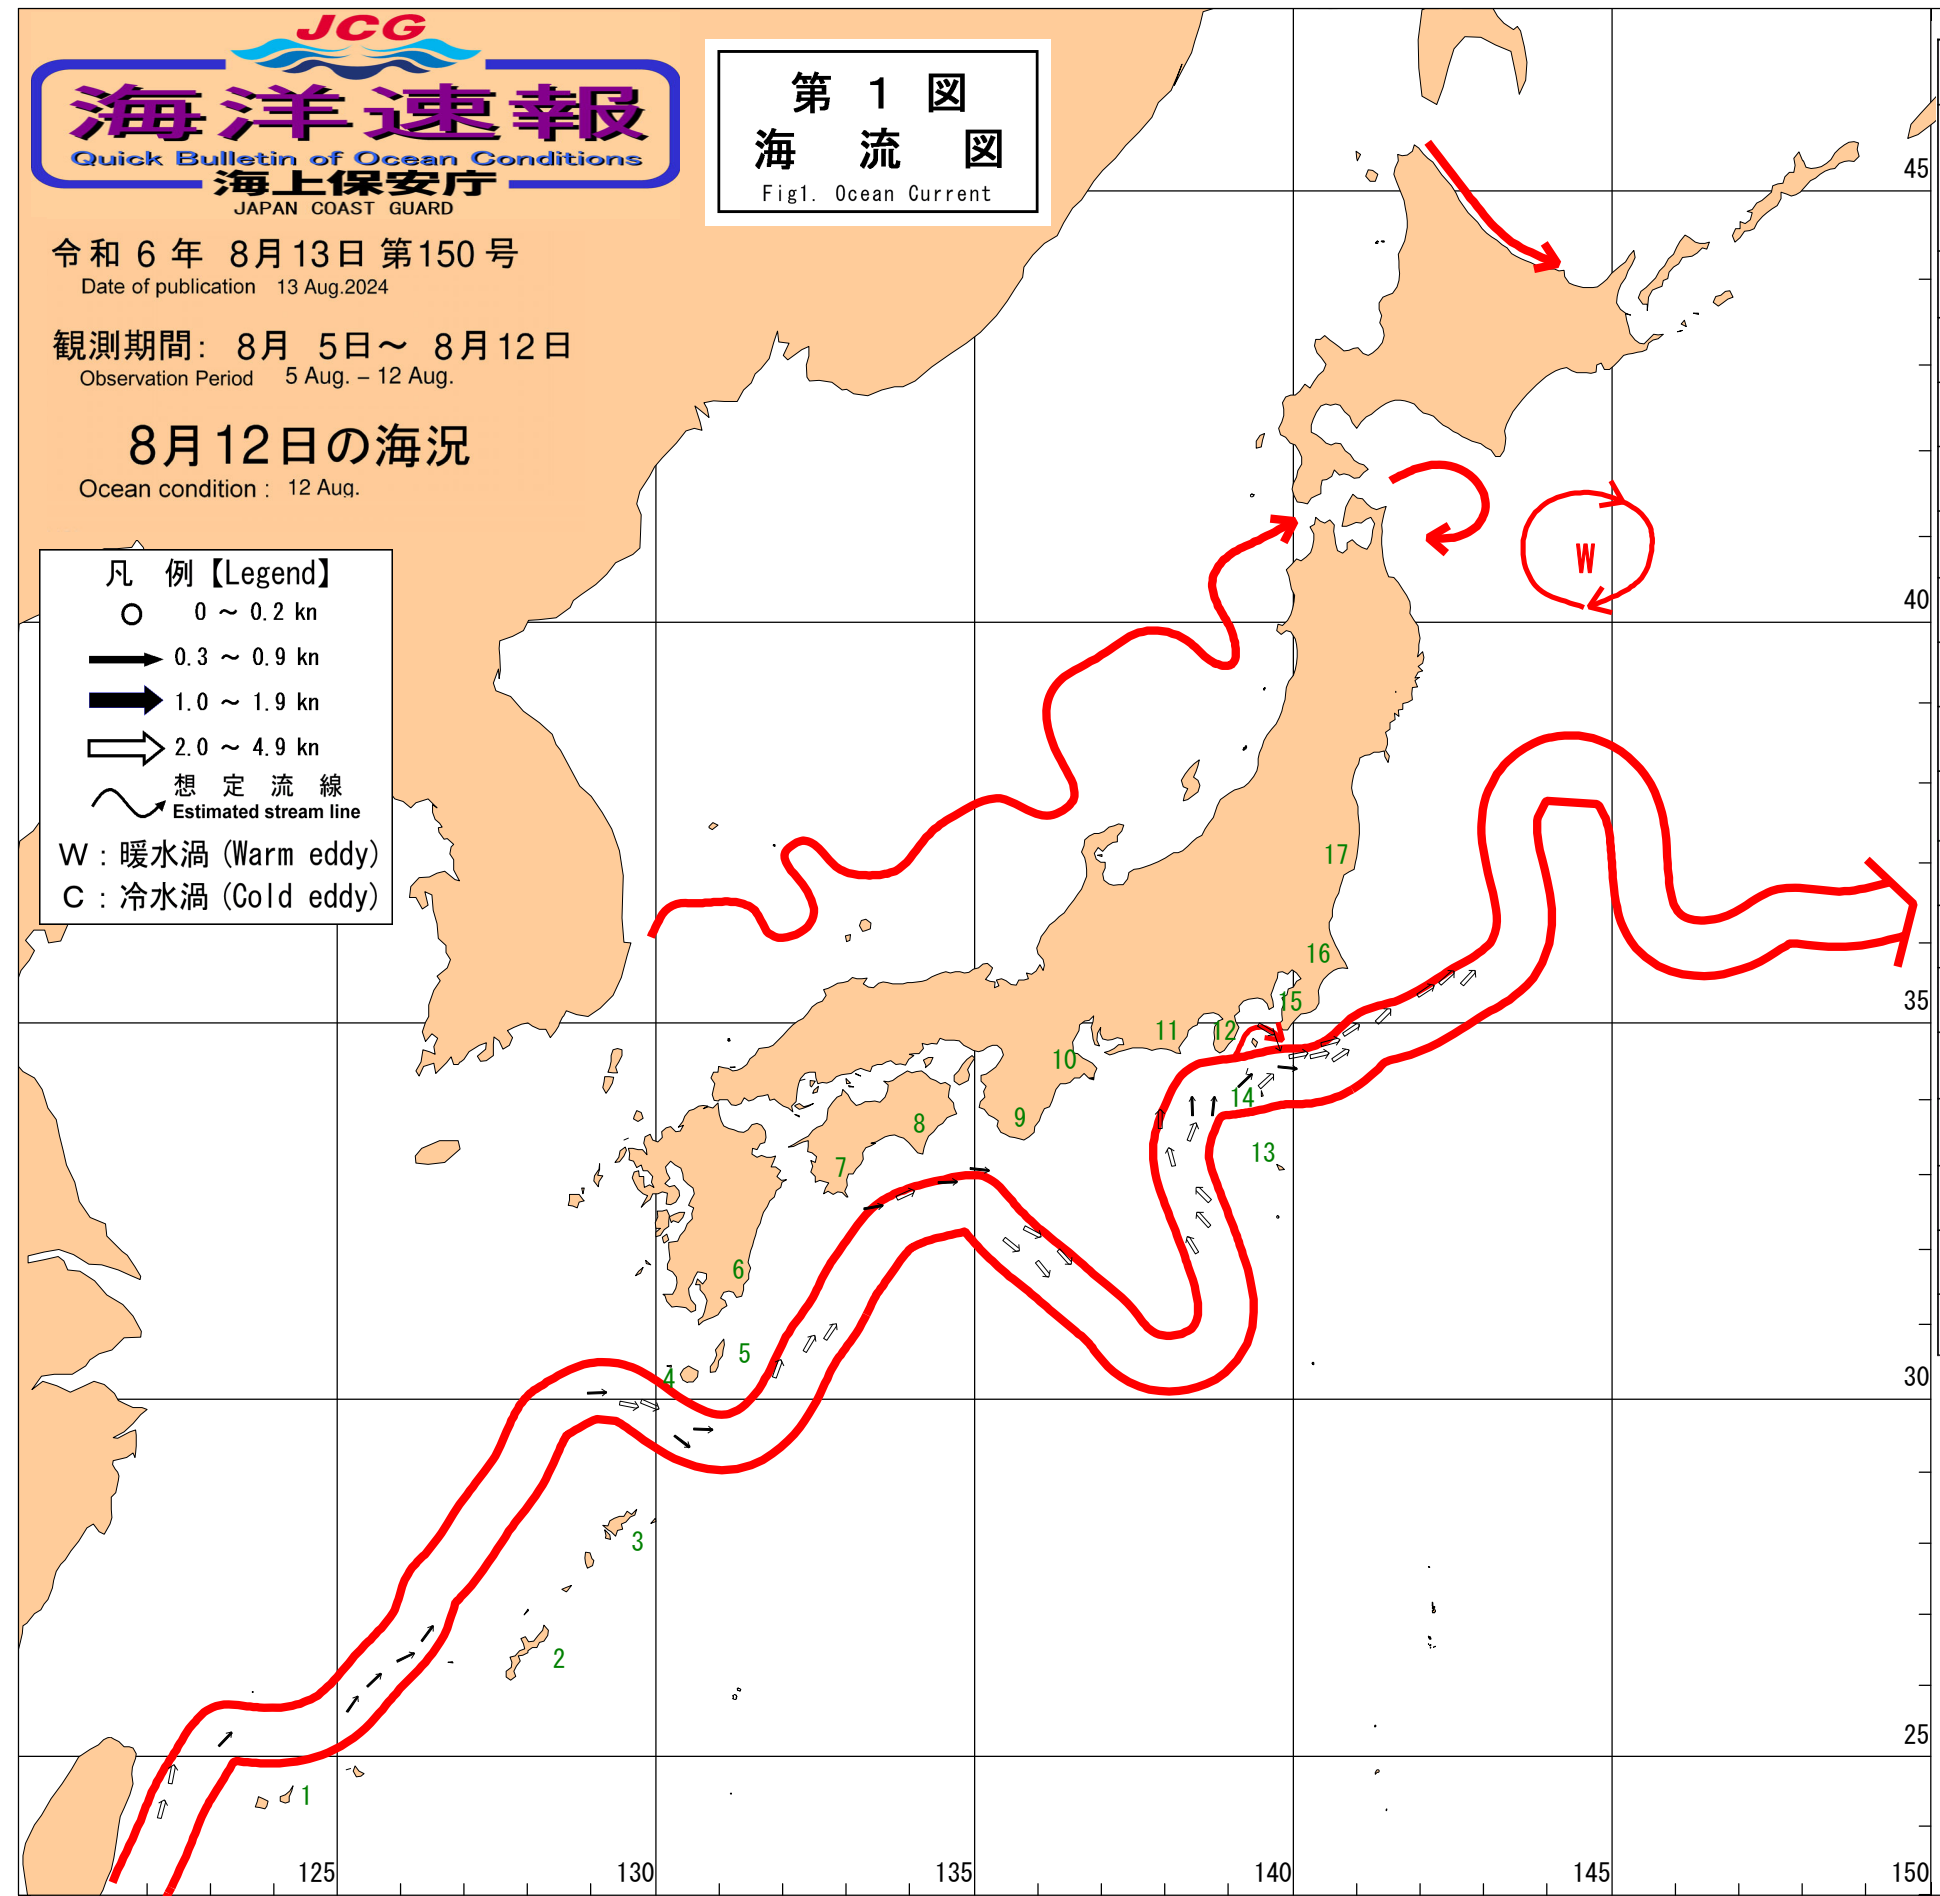 JCG
海洋速報
Quick Bulletin of Ocean Conditions
海上保安庁
JAPAN COAST GUARD
令和 6 年 8月13日 第150号
Date of publication 13 Aug.2024
観測期間: 8月 5日～ 8月12日
Observation Period 5 Aug. – 12 Aug.
8月12日の海況
Ocean condition : 12 Aug.
第 1 図
海 流 図
Fig1. Ocean Current
凡 例【Legend】
0 ～ 0.2 kn
0.3 ～ 0.9 kn
1.0 ～ 1.9 kn
2.0 ～ 4.9 kn
想 定 流 線
Estimated stream line
W : 暖水渦 (Warm eddy)
C : 冷水渦 (Cold eddy)
45
W
40
17
16
35
15
12
11
10
14
9
8
13
7
6
5
4
30
3
2
25
1
125
130
135
140
145
150